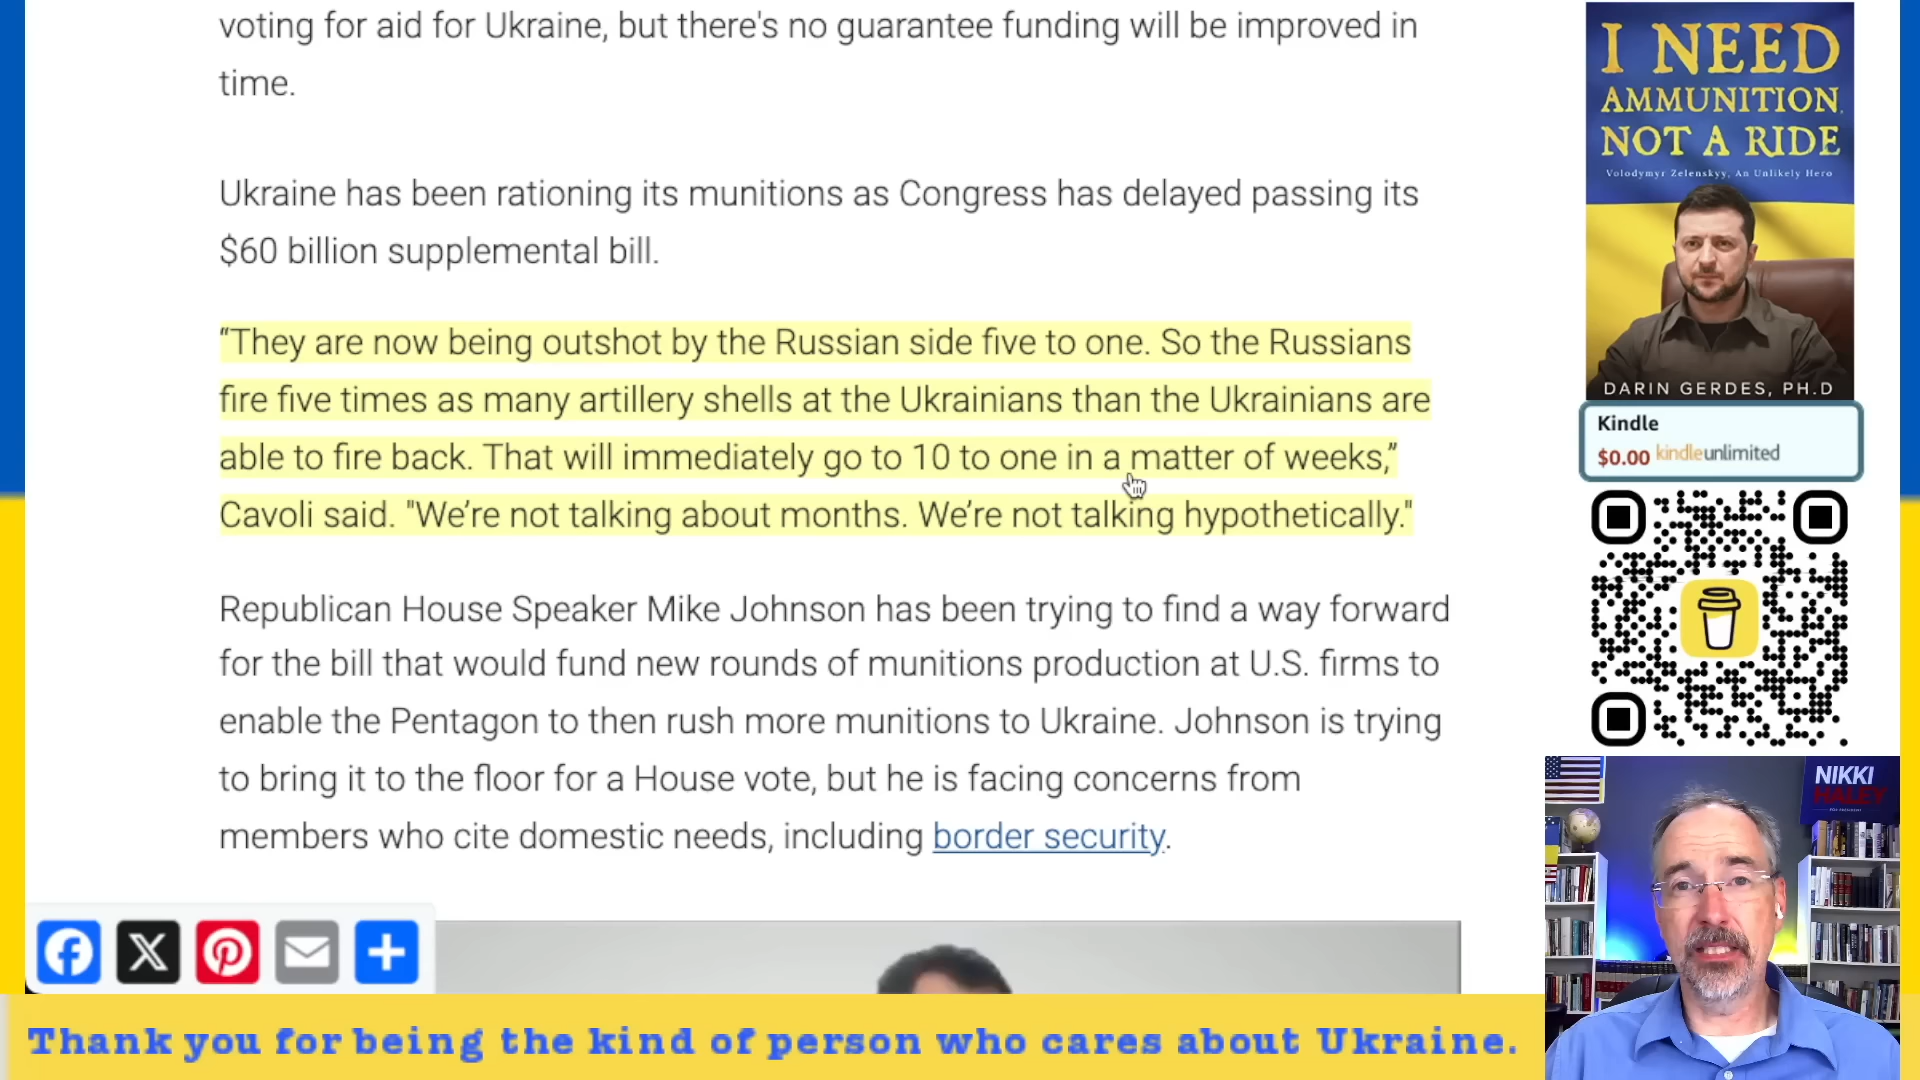 voting for aid for Ukraine, but there's no guarantee funding will be improved in
time.
Ukraine has been rationing its munitions as Congress has delayed passing its
$60 billion supplemental bill.
“They are now being outshot by the Russian side five to one. So the Russians
fire five times as many artillery shells at the Ukrainians than the Ukrainians are
able to fire back. That will immediately go to 10 to one in a matter of weeks,”
Cavoli said. "We’re not talking about months. We’re not talking hypothetically."
Republican House Speaker Mike Johnson has been trying to find a way forward
for the bill that would fund new rounds of munitions production at U.S. firms to
enable the Pentagon to then rush more munitions to Ukraine. Johnson is trying
to bring it to the floor for a House vote, but he is facing concerns from
members who cite domestic needs, including border security.
Thank you for being the kind of person who cares about Ukraine.
I NEED
AMMUNITION,
NOT A RIDE
Volodymyr Zelenskyy, An Unlikely Hero
DARIN GERDES, PH.D
Kindle
$0.00 kindleunlimited
NIKKI
HALEY